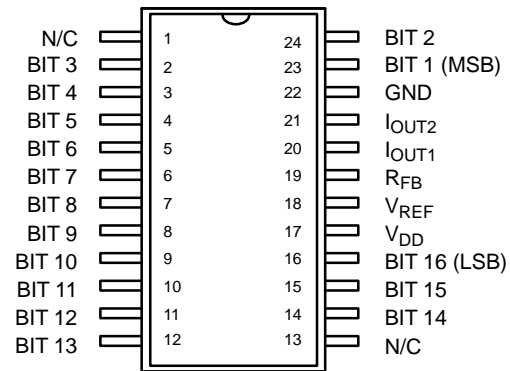 N/C 1 24 BIT 2
BIT 3 2 23 BIT 1 (MSB)
BIT 4 3 22 GND
BIT 5 4 21 IOUT2
BIT 6 5 20 IOUT1
BIT 7 6 19 RFB
BIT 8 7 18 VREF
BIT 9 8 17 VDD
BIT 10 9 16 BIT 16 (LSB)
BIT 11 10 15 BIT 15
BIT 12 11 14 BIT 14
BIT 13 12 13 N/C